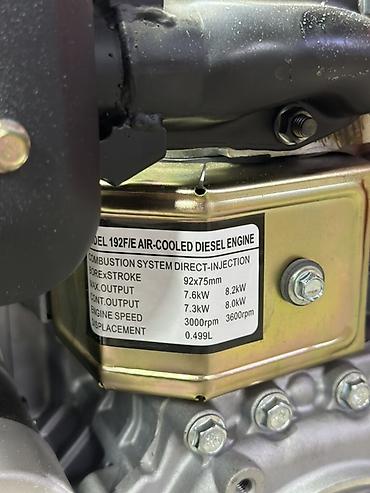 DEL 192F/E AIR-COOLED DIESEL ENGINE
COMBUSTION SYSTEM DIRECT-INJECTION
BORExSTROKE 92x75mm
MAX.OUTPUT 7.6kW 8.2kW
CONT.OUTPUT 7.3kW 8.0kW
ENGINE SPEED 3000rpm 3600rpm
DISPLACEMENT 0.499L